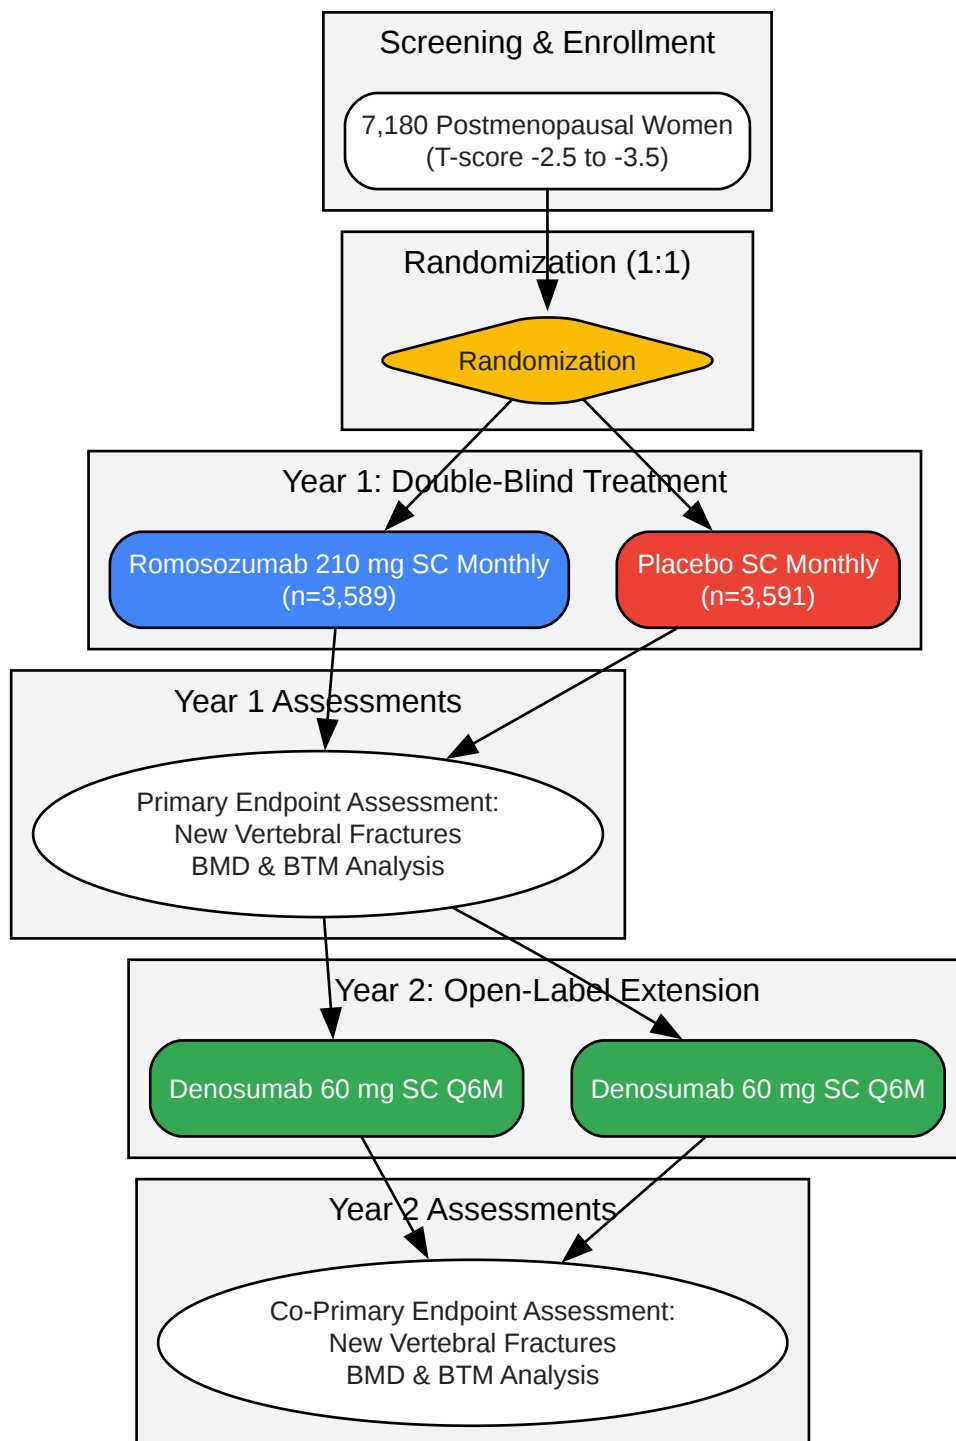 Screening & Enrollment
7,180 Postmenopausal Women
(T-score -2.5 to -3.5)
Randomization (1:1)
Randomization
Year 1: Double-Blind Treatment
Romosozumab 210 mg SC Monthly
(n=3,589)
Placebo SC Monthly
(n=3,591)
Year 1 Assessments
Primary Endpoint Assessment:
New Vertebral Fractures
BMD & BTM Analysis
Year 2: Open-Label Extension
Denosumab 60 mg SC Q6M
Denosumab 60 mg SC Q6M
Year 2 Assessments
Co-Primary Endpoint Assessment:
New Vertebral Fractures
BMD & BTM Analysis